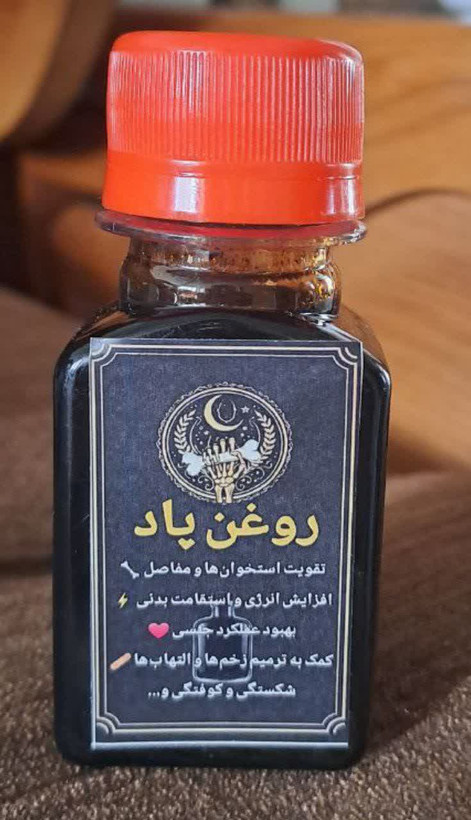 روغن پاد
تقویت استخوان‌ها و مفاصل 🦴
افزایش انرژی و استقامت بدنی ⚡
بهبود عملکرد جنسی ❤️
کمک به ترمیم زخم‌ها و التهاب‌ها 🩹
شکستگی و کوفتگی و...